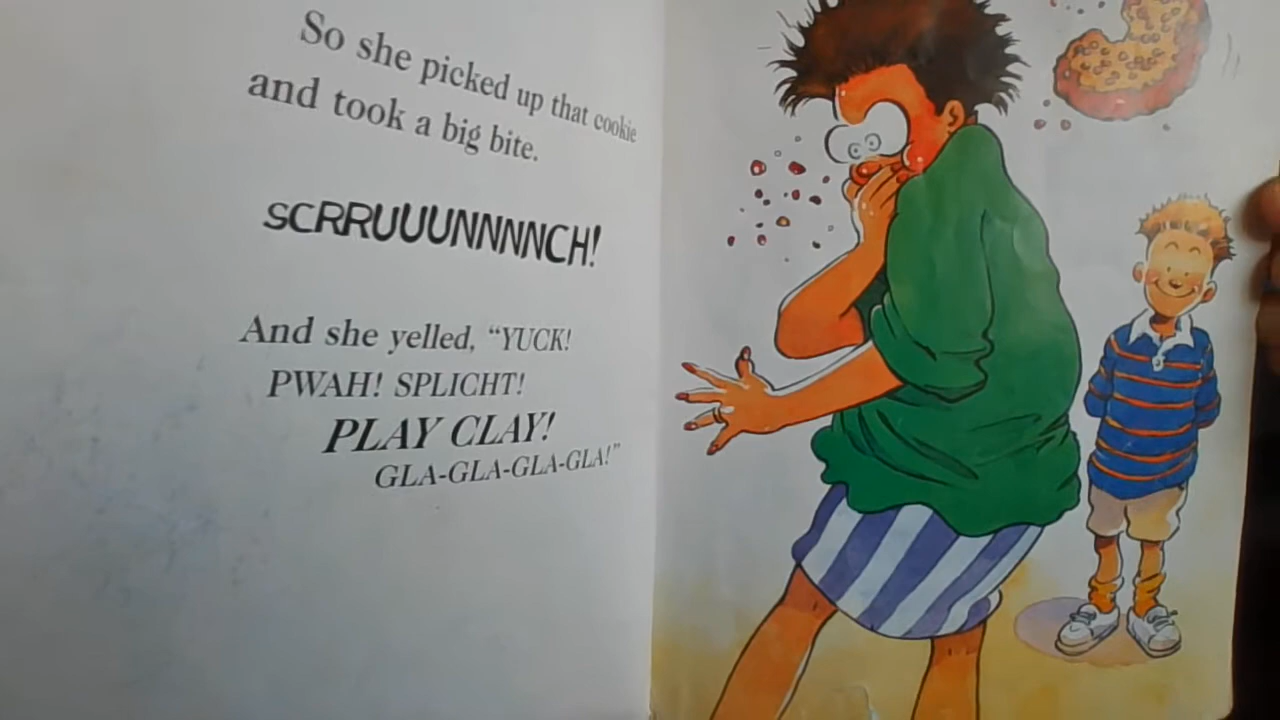 So she picked up that cookie
and took a big bite.
SCRRUUUNNNNCH!
And she yelled, “YUCK!
PWAH! SPLICHT!
PLAY CLAY!
GLA-GLA-GLA-GLA!”